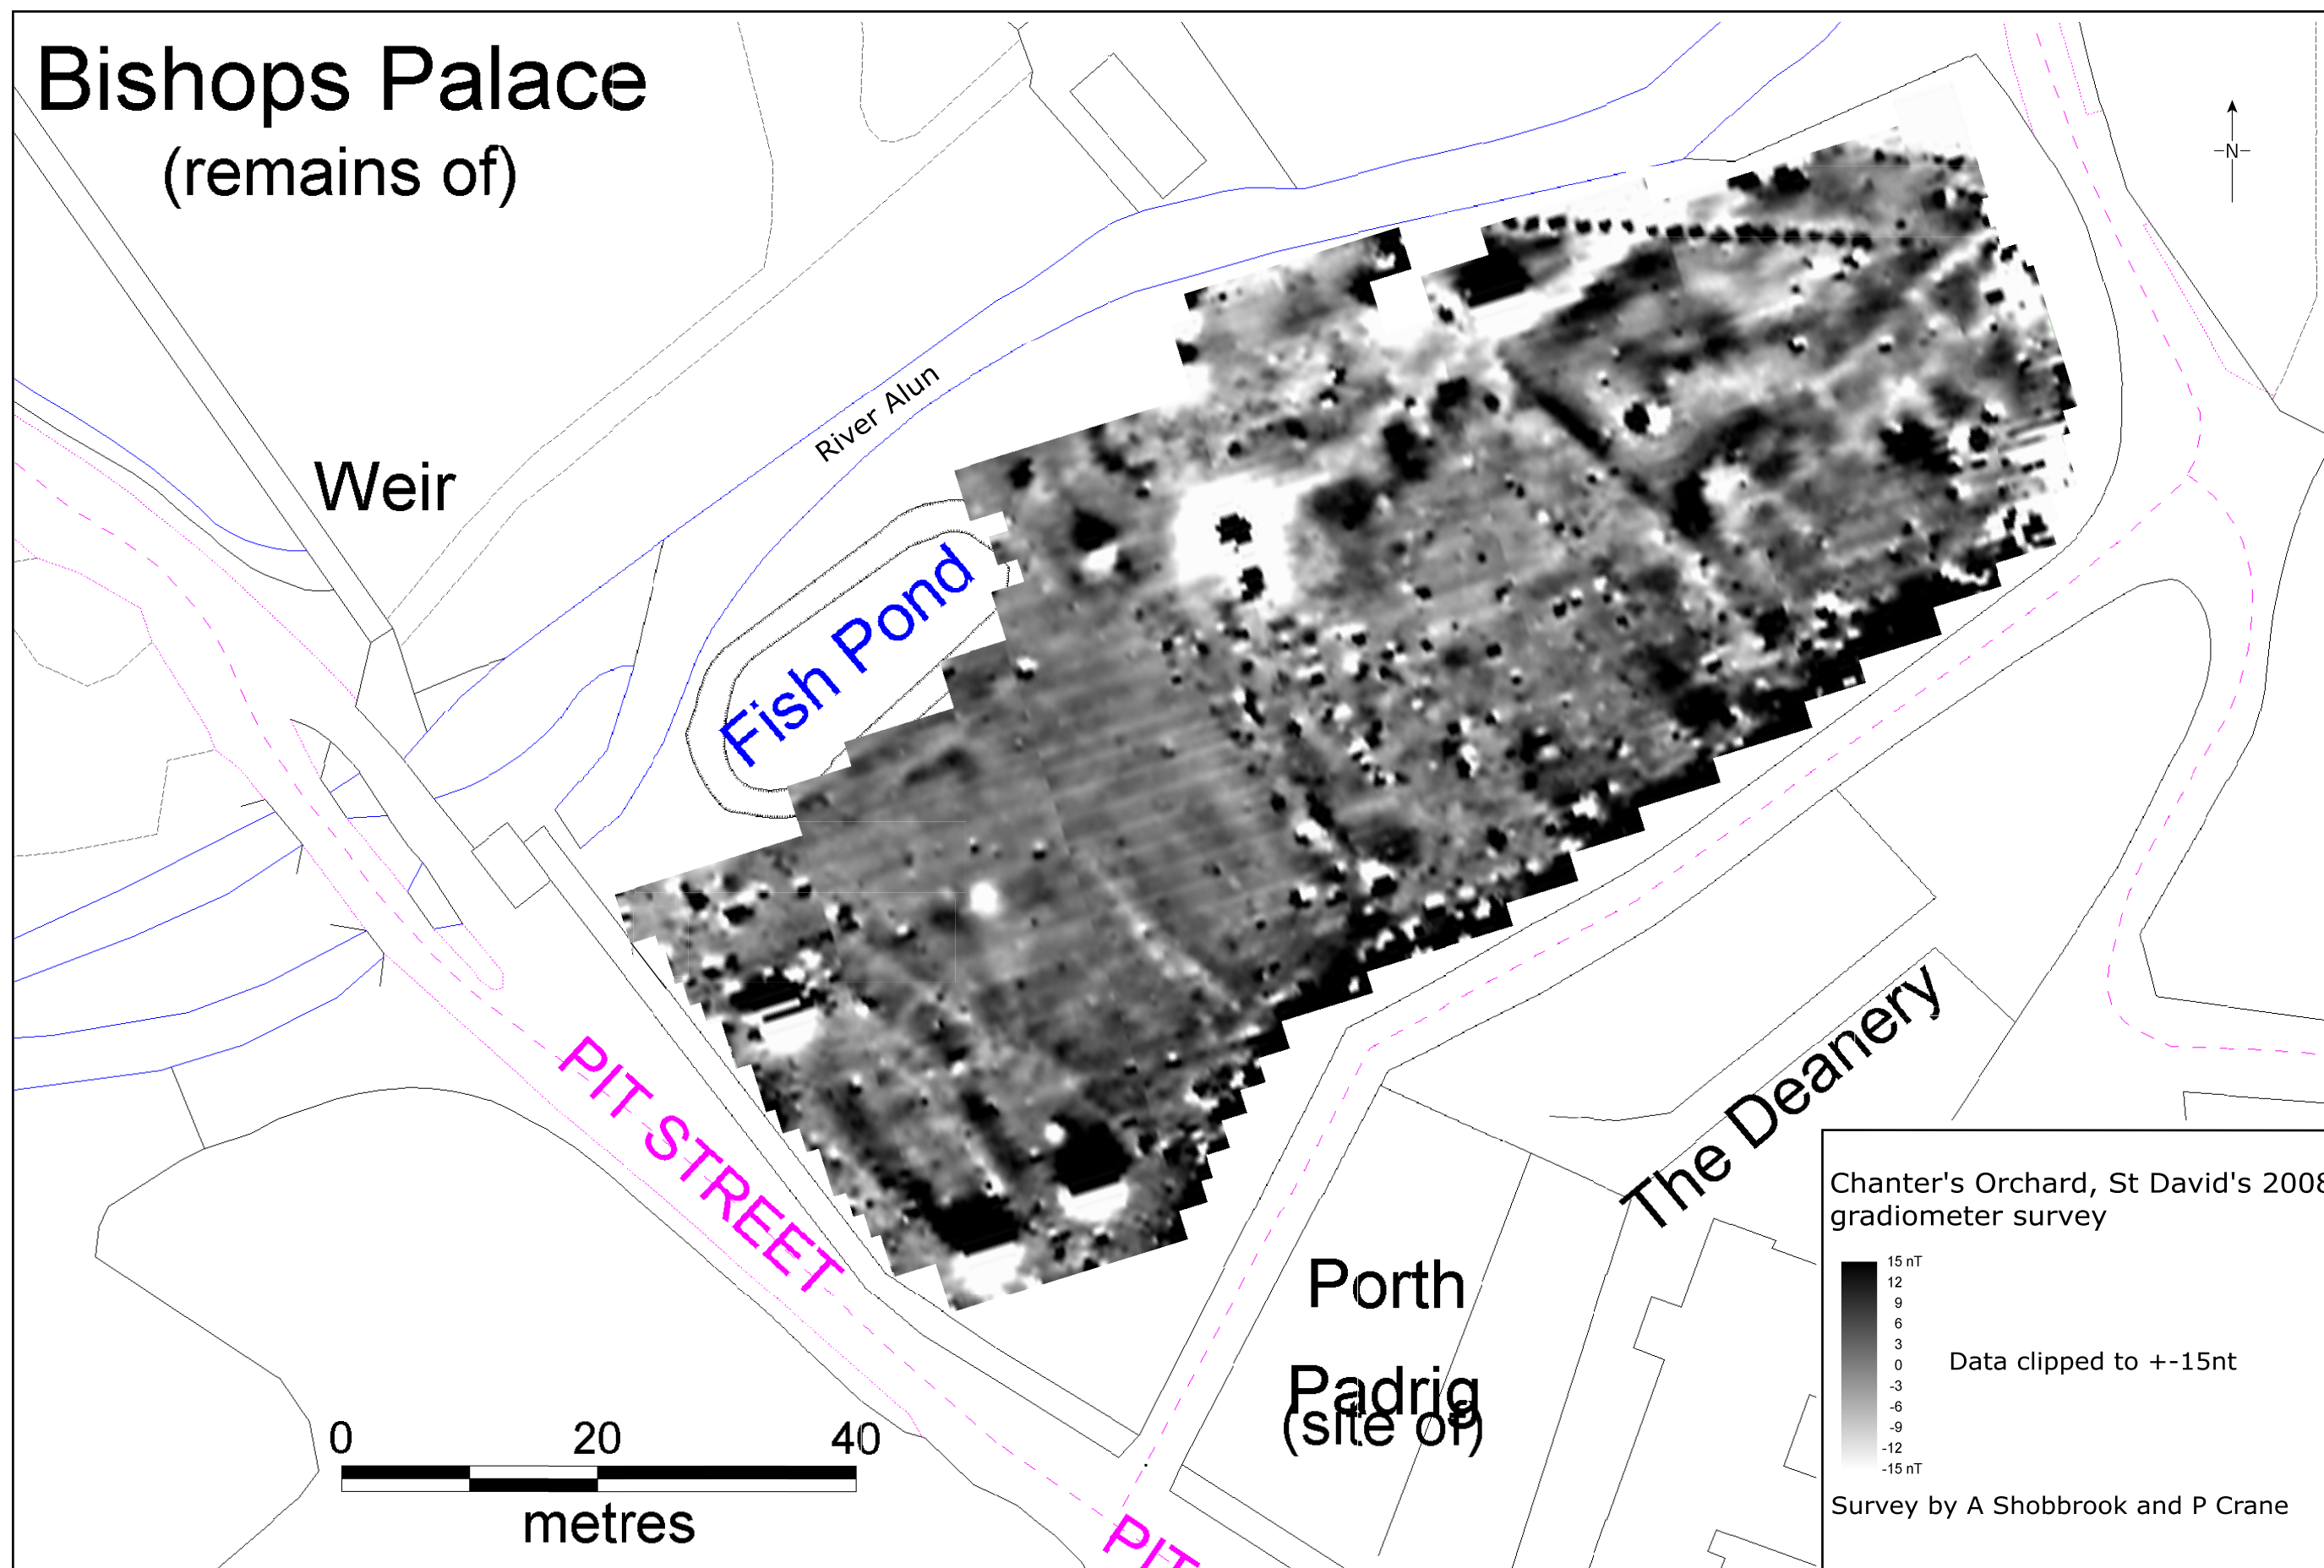 Bishops Palace
(remains of)
-N-
River Alun
Weir
Fish Pond
PIT STREET
The Deanery
Porth
Padrig
(site of)
PIT
0 20 40
metres
Chanter's Orchard, St David's 2008
gradiometer survey
15 nT
12
9
6
3
0
-3
-6
-9
-12
-15 nT
Data clipped to +-15nt
Survey by A Shobbrook and P Crane